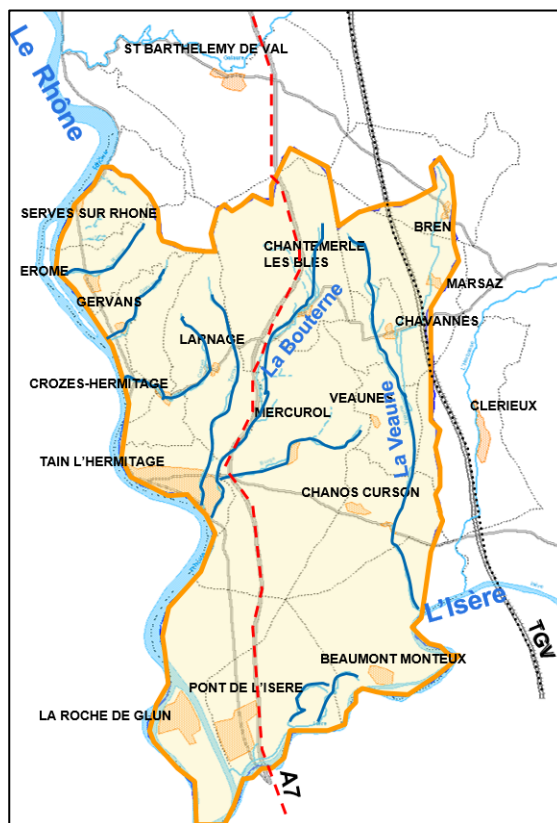 ST BARTHELEMY DE VAL
Le Rhône
SERVES SUR RHONE
EROME
GERVANS
CHANTEMERLE
LES BLES
BREN
MARSAZ
LARNAGE
La Bouterne
CHAVANNES
CROZES-HERMITAGE
MERCUROL
VEAUNES
La Veaune
CLERIEUX
TAIN L'HERMITAGE
CHANOS CURSON
L'Isère
TGV
BEAUMONT MONTEUX
PONT DE L'ISERE
LA ROCHE DE GLUN
A7